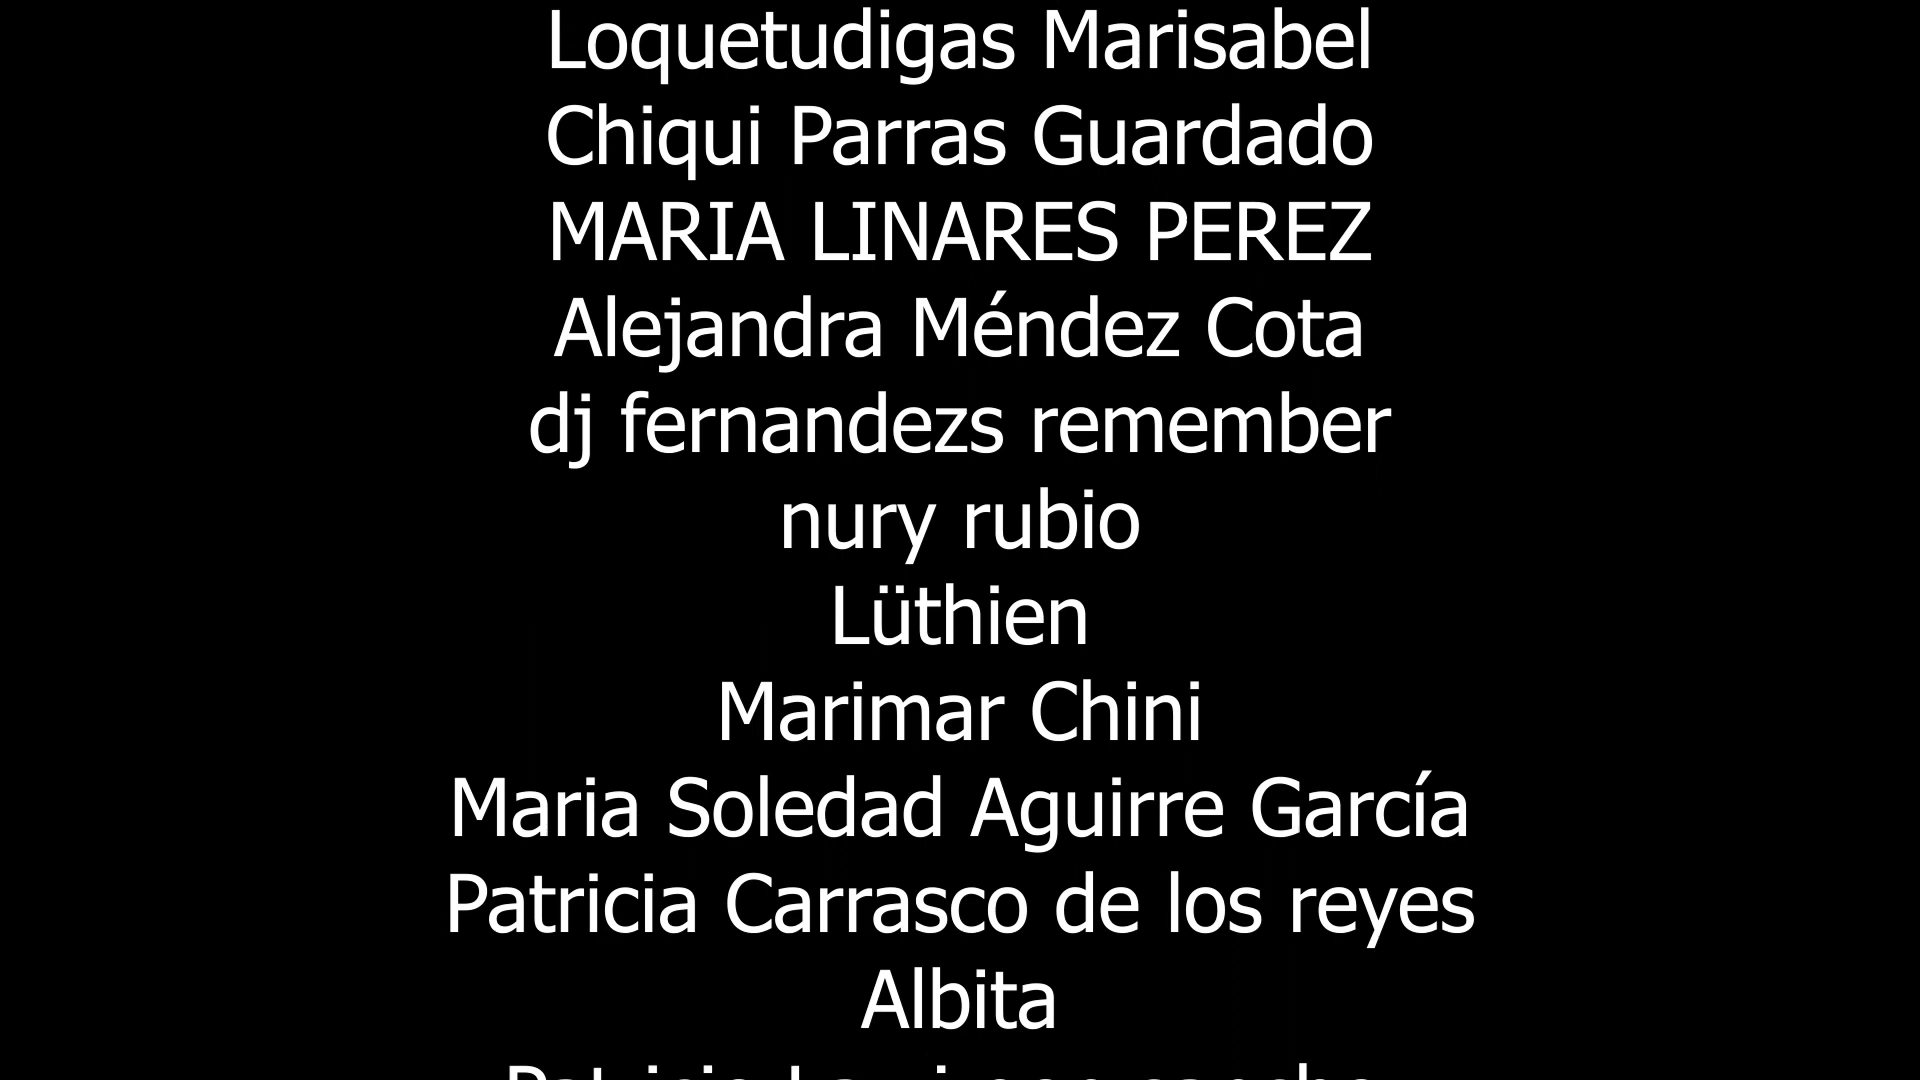 Loquetudigas Marisabel
Chiqui Parras Guardado
MARIA LINARES PEREZ
Alejandra Méndez Cota
dj fernandezs remember
nury rubio
Lüthien
Marimar Chini
Maria Soledad Aguirre García
Patricia Carrasco de los reyes
Albita